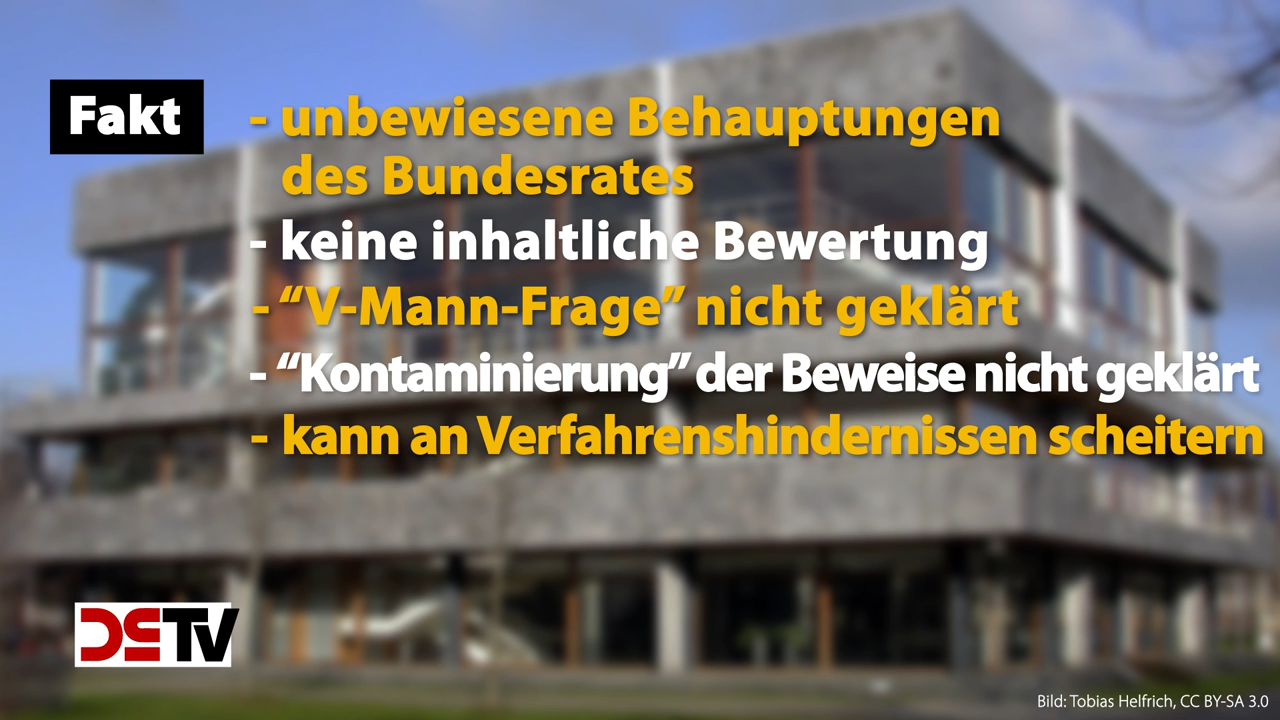 Fakt
- unbewiesene Behauptungen
des Bundesrates
- keine inhaltliche Bewertung
- “V-Mann-Frage” nicht geklärt
- “Kontaminierung” der Beweise nicht geklärt
- kann an Verfahrenshindernissen scheitern
DSTV
Bild: Tobias Helfrich, CC BY-SA 3.0